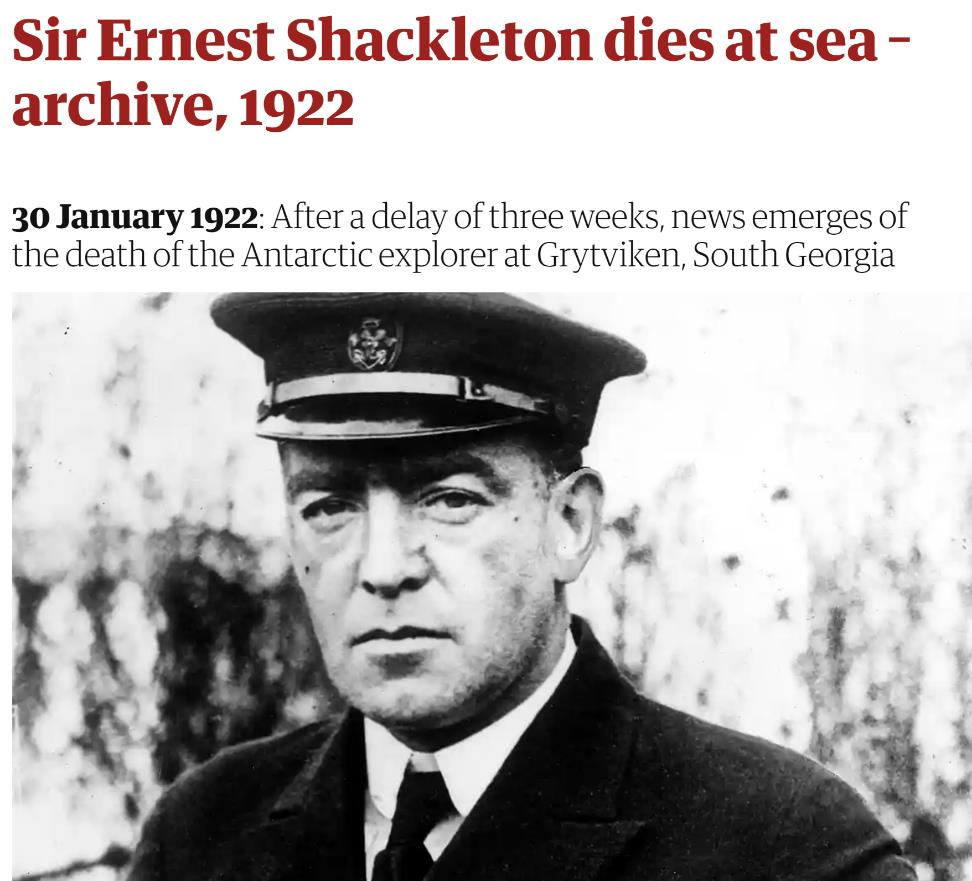 Sir Ernest Shackleton dies at sea –
archive, 1922
30 January 1922: After a delay of three weeks, news emerges of
the death of the Antarctic explorer at Grytviken, South Georgia